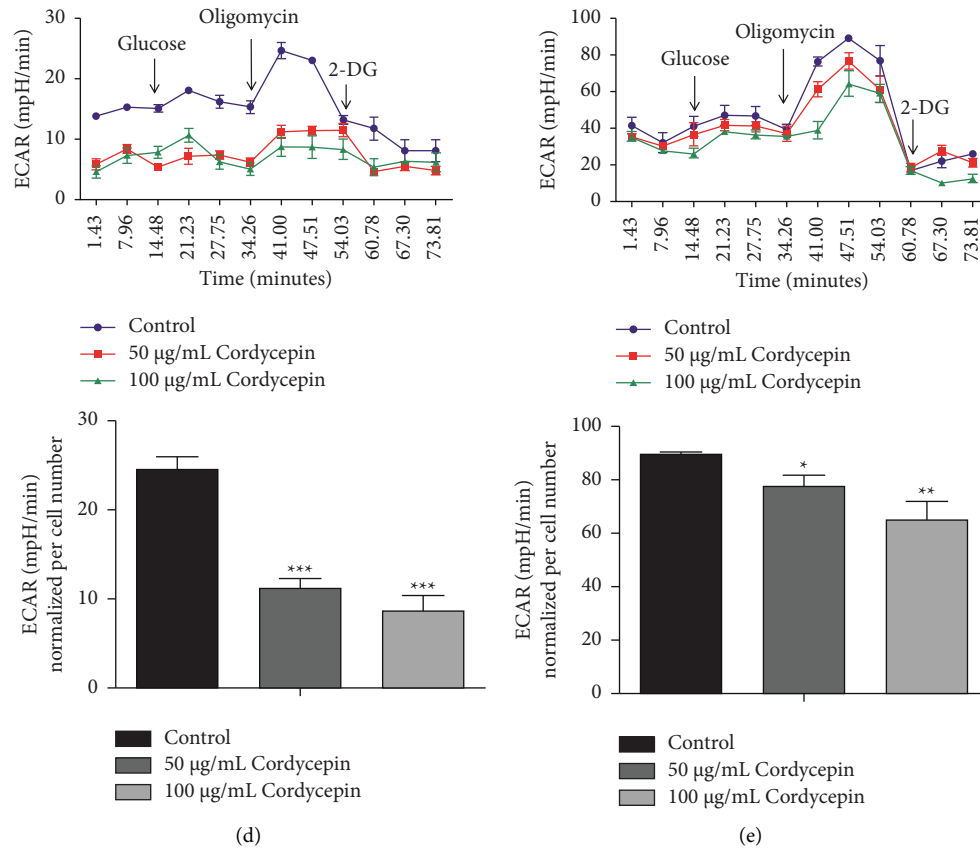 30
20
10
0
ECAR (mpH/min)
Glucose
Oligomycin
2-DG
1.43
7.96
14.48
21.23
27.75
34.26
41.00
47.51
54.03
60.78
67.30
73.81
Time (minutes)
Control
50 µg/mL Cordycepin
100 µg/mL Cordycepin
30
20
10
0
ECAR (mpH/min)
normalized per cell number
***
***
Control
50 µg/mL Cordycepin
100 µg/mL Cordycepin
(d)
100
80
60
40
20
0
ECAR (mpH/min)
Glucose
Oligomycin
2-DG
1.43
7.96
14.48
21.23
27.75
34.26
41.00
47.51
54.03
60.78
67.30
73.81
Time (minutes)
Control
50 µg/mL Cordycepin
100 µg/mL Cordycepin
100
80
60
40
20
0
ECAR (mpH/min)
normalized per cell number
*
**
Control
50 µg/mL Cordycepin
100 µg/mL Cordycepin
(e)